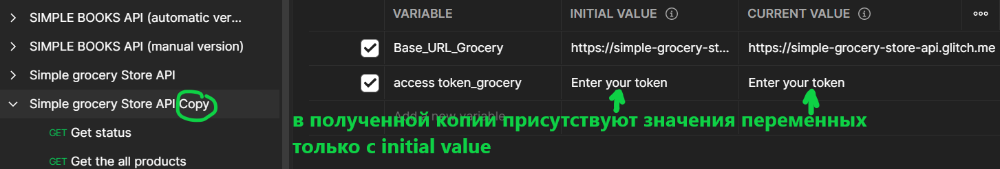 SIMPLE BOOKS API (automatic ver...
SIMPLE BOOKS API (manual version)
Simple grocery Store API
Simple grocery Store API Copy
GET Get status
GET Get the all products
VARIABLE INITIAL VALUE CURRENT VALUE
Base_URL_Grocery https://simple-grocery-st... https://simple-grocery-store-api.glitch.me
access token_grocery Enter your token Enter your token
Add a new variable
в полученной копии присутствуют значения переменных
только с initial value